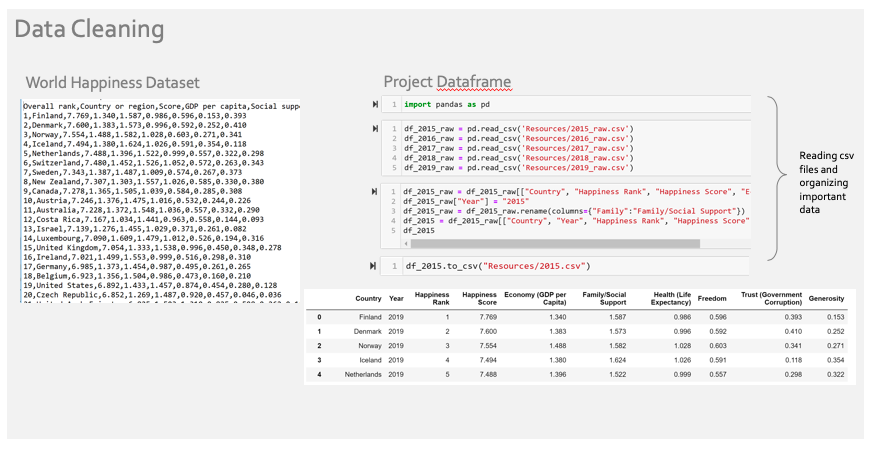 Data Cleaning
World Happiness Dataset
Overall rank,Country or region,Score,GDP per capita,Social
1,Finland,7.769,1.340,1.587,0.986,0.596,0.153,0.393
2,Denmark,7.600,1.383,1.573,0.996,0.592,0.252,0.410
3,Norway,7.554,1.488,1.582,1.028,0.603,0.271,0.341
4,Iceland,7.494,1.380,1.624,1.026,0.591,0.354,0.118
5,Netherlands,7.488,1.396,1.522,0.999,0.557,0.322,0.298
6,Switzerland,7.480,1.452,1.526,1.052,0.572,0.263,0.343
7,Sweden,7.343,1.387,1.487,1.009,0.574,0.267,0.373
8,New Zealand,7.307,1.303,1.557,1.026,0.585,0.330,0.380
9,Canada,7.278,1.365,1.505,1.039,0.584,0.285,0.308
10,Austria,7.246,1.376,1.475,1.016,0.532,0.244,0.226
11,Australia,7.228,1.372,1.548,1.036,0.557,0.332,0.290
12,Costa Rica,7.167,1.034,1.441,0.963,0.558,0.144,0.093
13,Israel,7.139,1.276,1.455,1.029,0.371,0.261,0.082
14,Luxembourg,7.090,1.609,1.479,1.012,0.526,0.194,0.316
15,United Kingdom,7.054,1.333,1.538,0.996,0.450,0.348,0.278
16,Ireland,7.021,1.499,1.553,0.999,0.516,0.298,0.310
17,Germany,6.985,1.373,1.454,0.987,0.495,0.261,0.265
18,Belgium,6.923,1.356,1.504,0.986,0.473,0.160,0.210
19,United States,6.892,1.433,1.457,0.874,0.454,0.280,0.128
20,Czech Republic,6.852,1.269,1.487,0.920,0.457,0.046,0.036
Project Dataframe
1 import pandas as pd
1 df_2015_raw = pd.read_csv('Resources/2015_raw.csv')
2 df_2016_raw = pd.read_csv('Resources/2016_raw.csv')
3 df_2017_raw = pd.read_csv('Resources/2017_raw.csv')
4 df_2018_raw = pd.read_csv('Resources/2018_raw.csv')
5 df_2019_raw = pd.read_csv('Resources/2019_raw.csv')
1 df_2015_raw = df_2015_raw[["Country", "Happiness Rank", "Happiness Score", "E
2 df_2015_raw["Year"] = "2015"
3 df_2015_raw = df_2015_raw.rename(columns={"Family":"Family/Social Support"})
4 df_2015 = df_2015_raw[["Country", "Year", "Happiness Rank", "Happiness Score"
5 df_2015
1 df_2015.to_csv("Resources/2015.csv")
Reading csv
files and
organizing
important
data
Country Year Happiness Rank Happiness Score Economy (GDP per Capita) Family/Social Support Health (Life Expectancy) Freedom Trust (Government Corruption) Generosity
0 Finland 2019 1 7.769 1.340 1.587 0.986 0.596 0.393 0.153
1 Denmark 2019 2 7.600 1.383 1.573 0.996 0.592 0.410 0.252
2 Norway 2019 3 7.554 1.488 1.582 1.028 0.603 0.341 0.271
3 Iceland 2019 4 7.494 1.380 1.624 1.026 0.591 0.118 0.354
4 Netherlands 2019 5 7.488 1.396 1.522 0.999 0.557 0.298 0.322